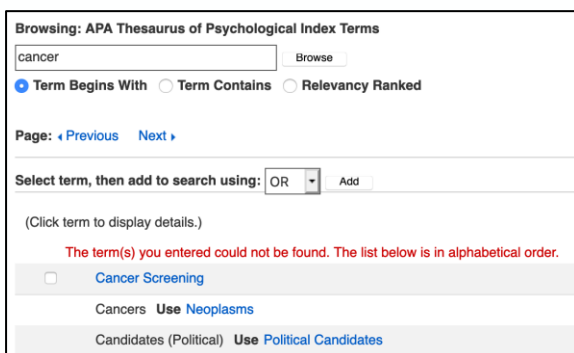 Browsing: APA Thesaurus of Psychological Index Terms
cancer Browse
Term Begins With Term Contains Relevancy Ranked
Page: Previous Next
Select term, then add to search using: OR Add
(Click term to display details.)
The term(s) you entered could not be found. The list below is in alphabetical order.
Cancer Screening
Cancers Use Neoplasms
Candidates (Political) Use Political Candidates